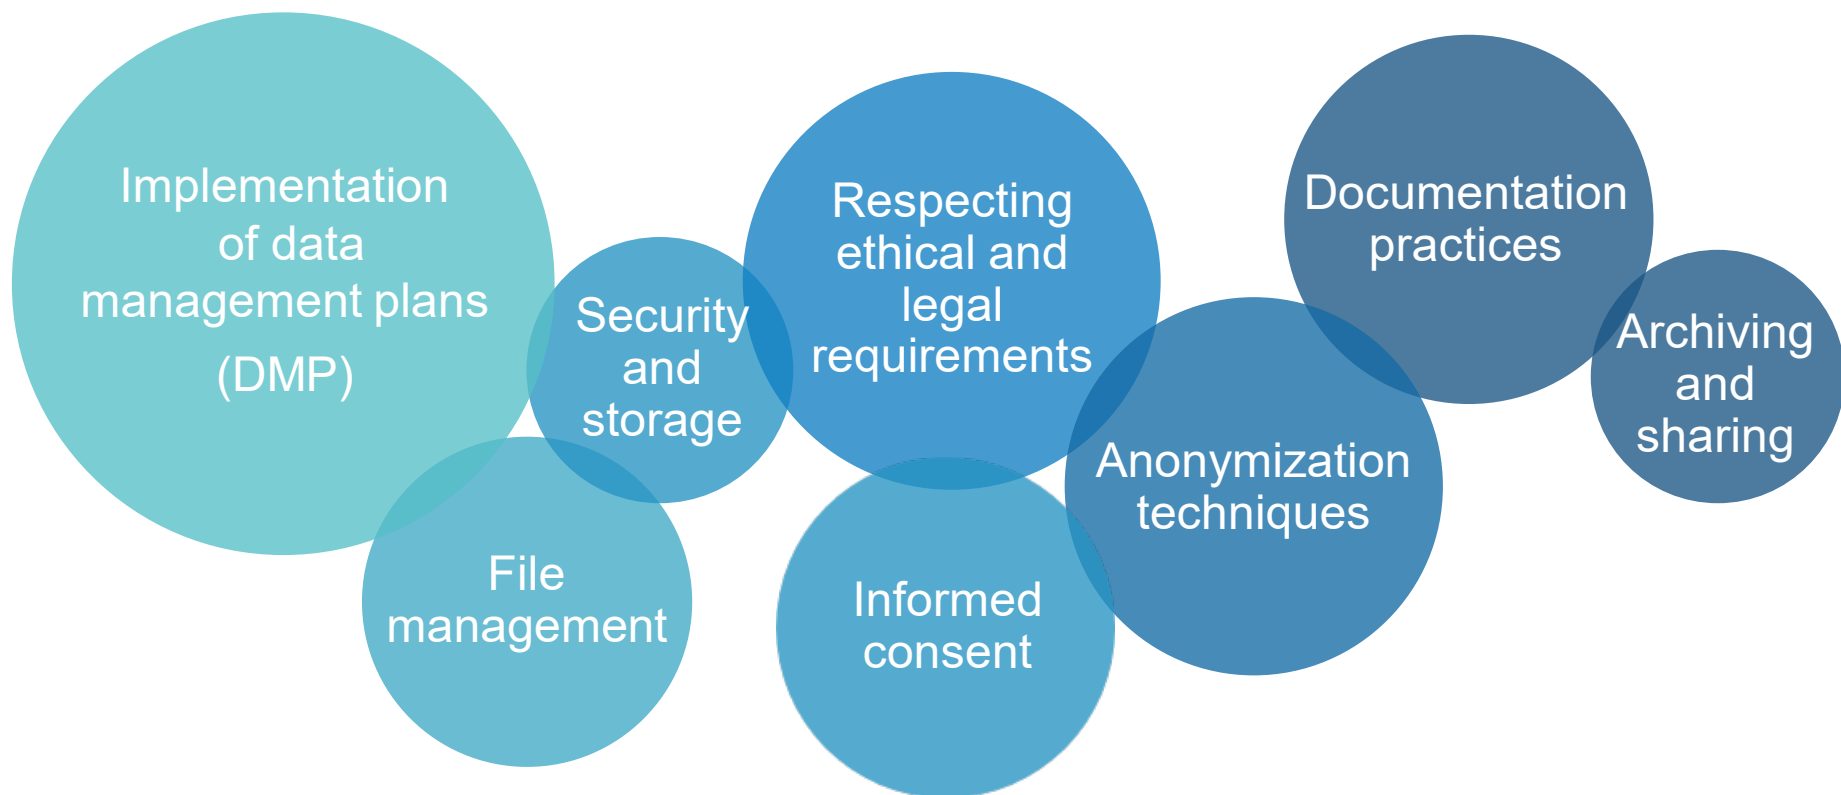 Implementation
of data
management plans
(DMP)
Security
and
storage
File
management
Respecting
ethical and
legal
requirements
Informed
consent
Anonymization
techniques
Documentation
practices
Archiving
and
sharing